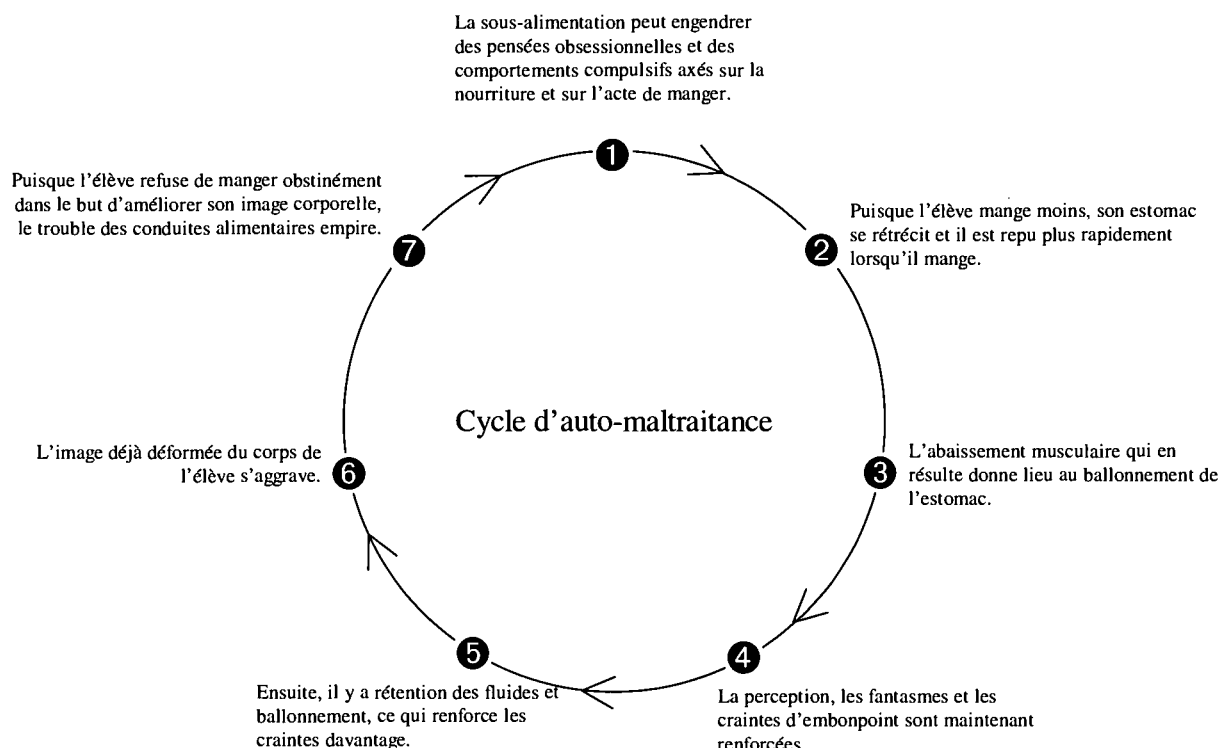 La sous-alimentation peut engendrer
des pensées obsessionnelles et des
comportements compulsifs axés sur la
nourriture et sur l'acte de manger.
1
Puisque l'élève mange moins, son estomac
se rétrécit et il est repu plus rapidement
lorsqu'il mange.
2
L'abaissement musculaire qui en
résulte donne lieu au ballonnement de
l'estomac.
3
La perception, les fantasmes et les
craintes d'embonpoint sont maintenant
renforcées.
4
Ensuite, il y a rétention des fluides et
ballonnement, ce qui renforce les
craintes davantage.
5
L'image déjà déformée du corps de
l'élève s'aggrave.
6
Puisque l'élève refuse de manger obstinément
dans le but d'améliorer son image corporelle,
le trouble des conduites alimentaires empire.
7
Cycle d'auto-maltraitance